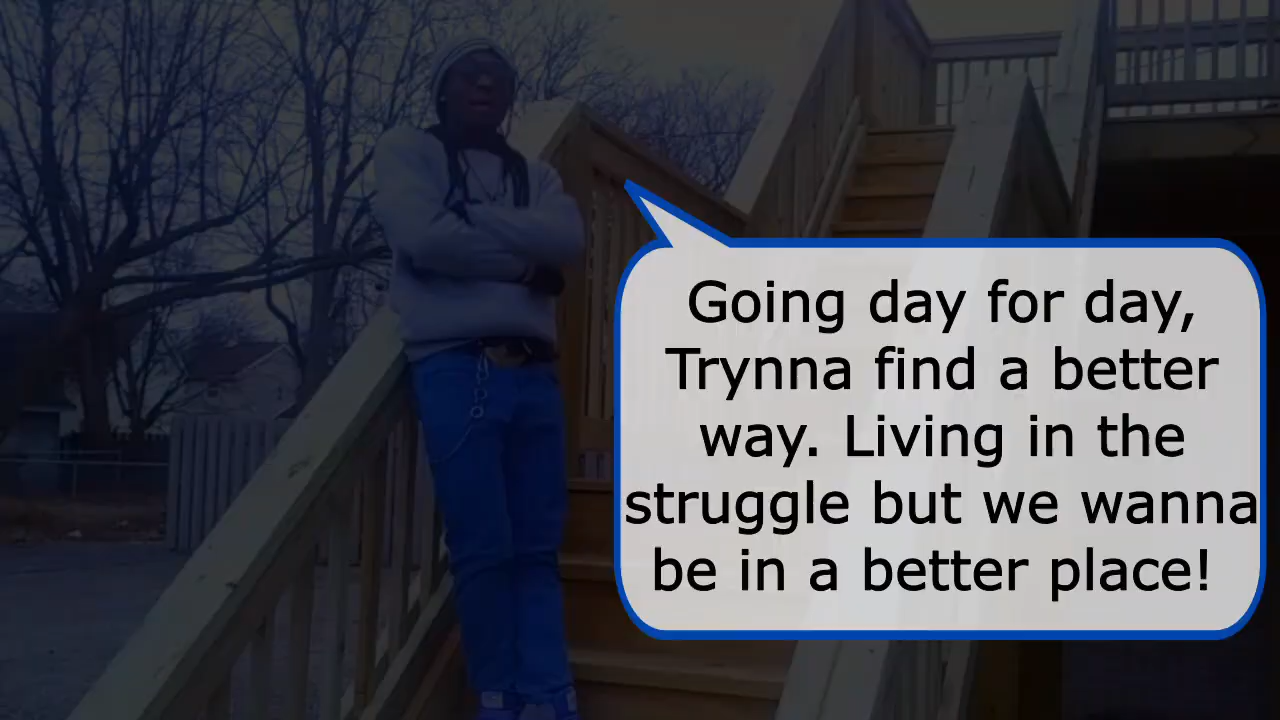 Going day for day,
Trynna find a better
way. Living in the
struggle but we wanna
be in a better place!